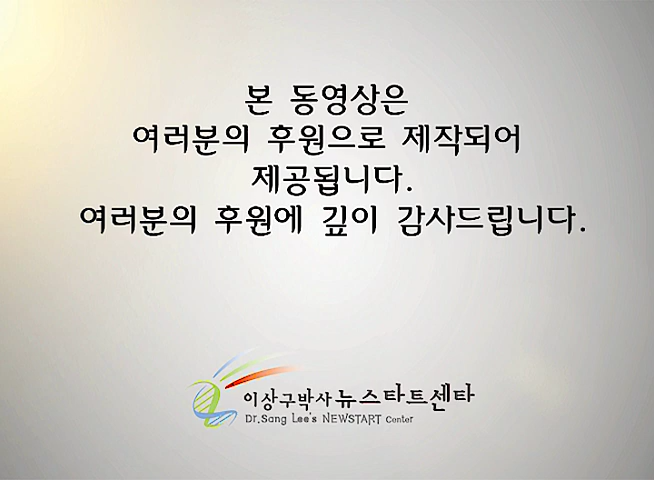 본 동영상은
여러분의 후원으로 제작되어
제공됩니다.
여러분의 후원에 깊이 감사드립니다.
이상구박사 뉴스타트센타
Dr.Sang Lee's NEWSTART Center